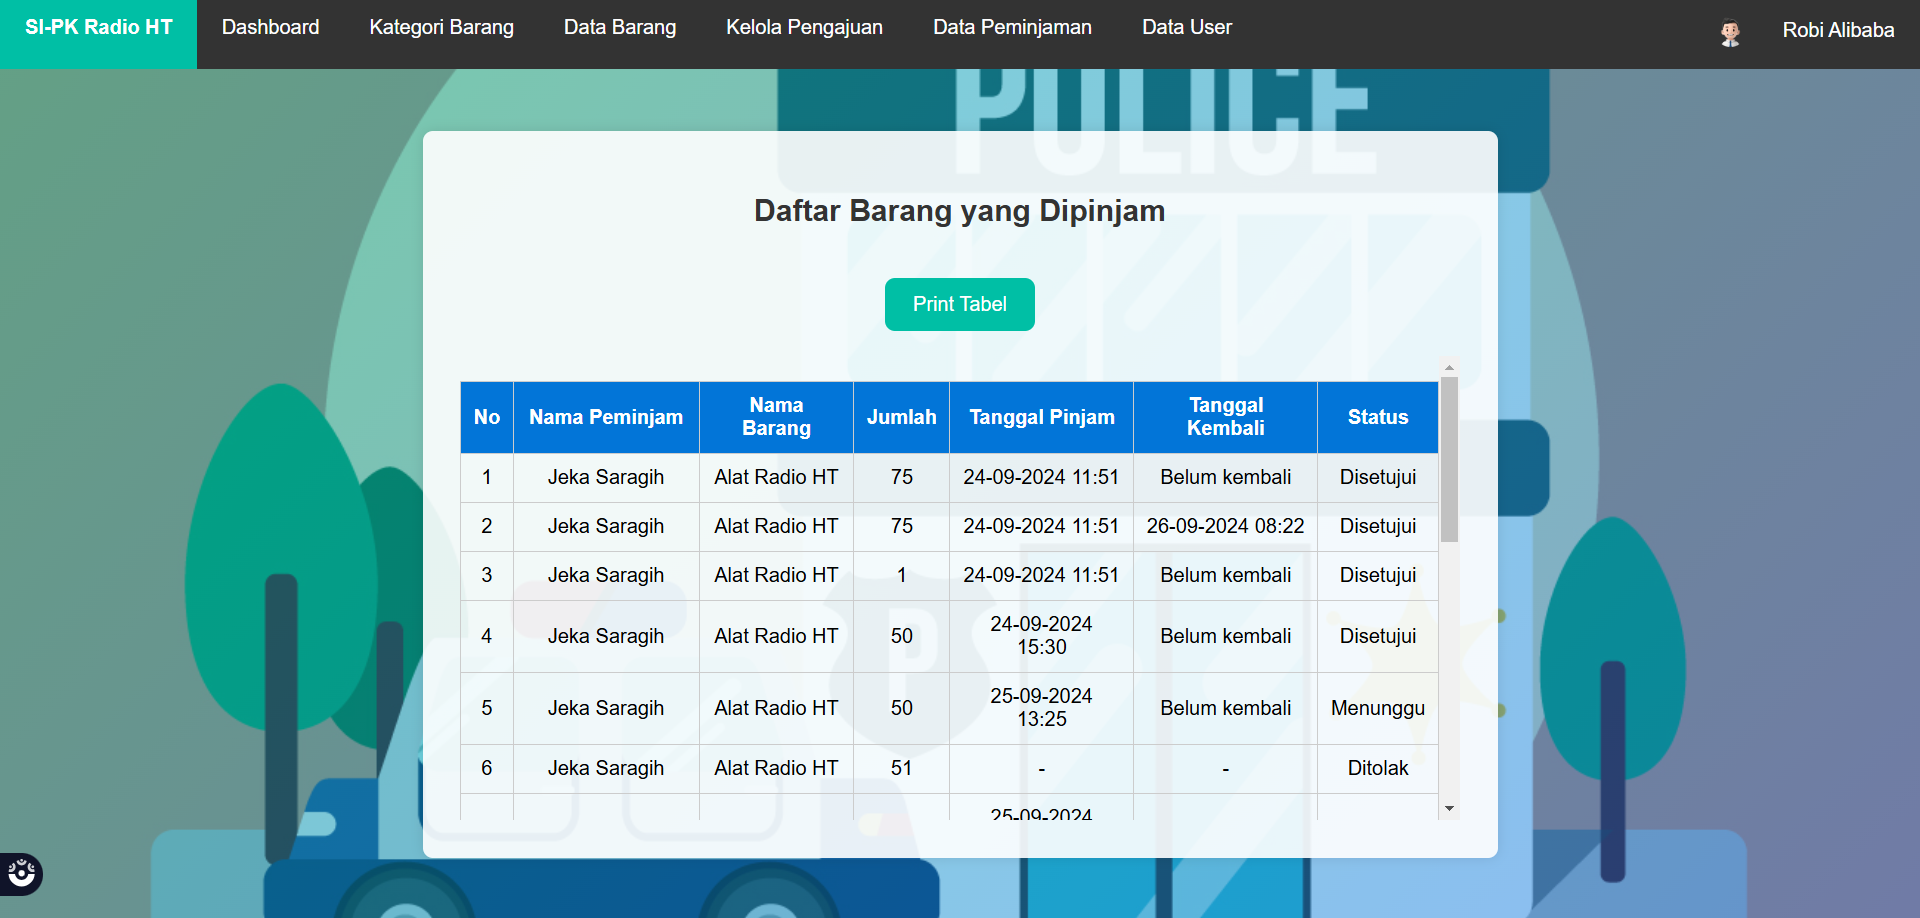 SI-PK Radio HT Dashboard Kategori Barang Data Barang Kelola Pengajuan Data Peminjaman Data User Robi Alibaba
POLICE
Daftar Barang yang Dipinjam
Print Tabel
No Nama Peminjam Nama Barang Jumlah Tanggal Pinjam Tanggal Kembali Status
1 Jeka Saragih Alat Radio HT 75 24-09-2024 11:51 Belum kembali Disetujui
2 Jeka Saragih Alat Radio HT 75 24-09-2024 11:51 26-09-2024 08:22 Disetujui
3 Jeka Saragih Alat Radio HT 1 24-09-2024 11:51 Belum kembali Disetujui
4 Jeka Saragih Alat Radio HT 50 24-09-2024 15:30 Belum kembali Disetujui
5 Jeka Saragih Alat Radio HT 50 25-09-2024 13:25 Belum kembali Menunggu
6 Jeka Saragih Alat Radio HT 51 - - Ditolak
25-09-2024
P